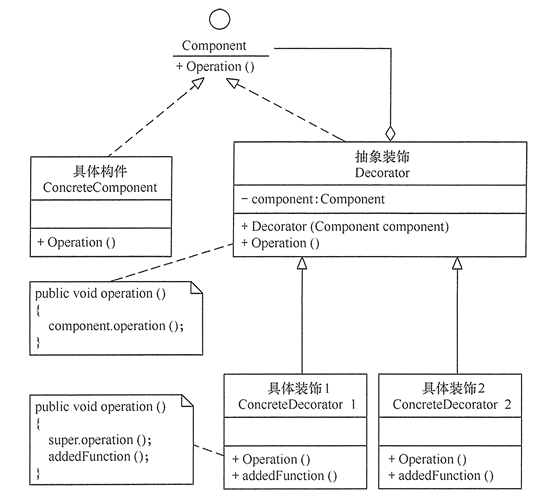 Component
+ Operation ()
具体构件
ConcreteComponent
+ Operation ()
抽象装饰
Decorator
- component:Component
+ Decorator (Component component)
+ Operation ()
public void operation ()
{
component.operation ();
}
具体装饰1
ConcreteDecorator 1
+ Operation ()
+ addedFunction ()
具体装饰2
ConcreteDecorator 2
+ Operation ()
+ addedFunction ()
public void operation ()
{
super.operation ();
addedFunction ();
}